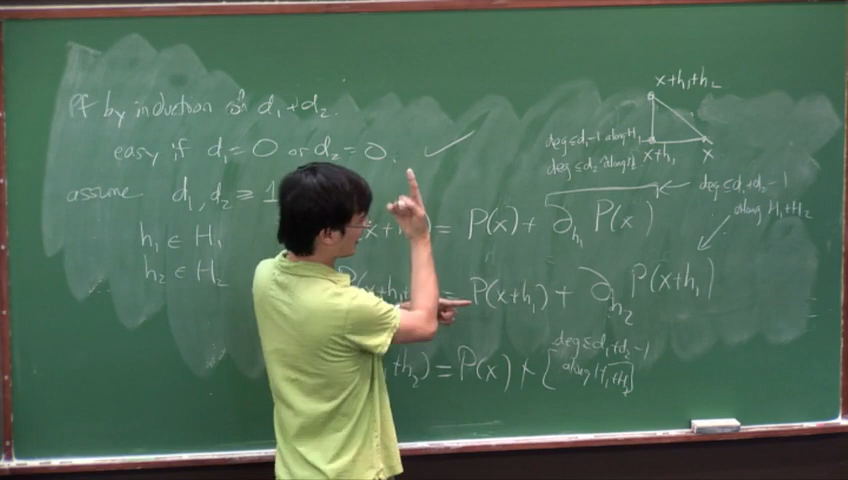 Pf by induction on d₁+d₂.
easy if d₁=0 or d₂=0. ✓
assume d₁,d₂ ≥ 1
h₁ ∈ H₁
h₂ ∈ H₂
x+h₁+h₂
x+h₁
x
deg≤d₁-1 along H₁
deg≤d₂ along H₂
= P(x) + ∂h₁ P(x)
deg≤d₁+d₂-1
along H₁+H₂
= P(x+h₁) + ∂h₂ P(x+h₁)
+h₂) = P(x) + [deg≤d₁+d₂-1
along H₁+H₂]